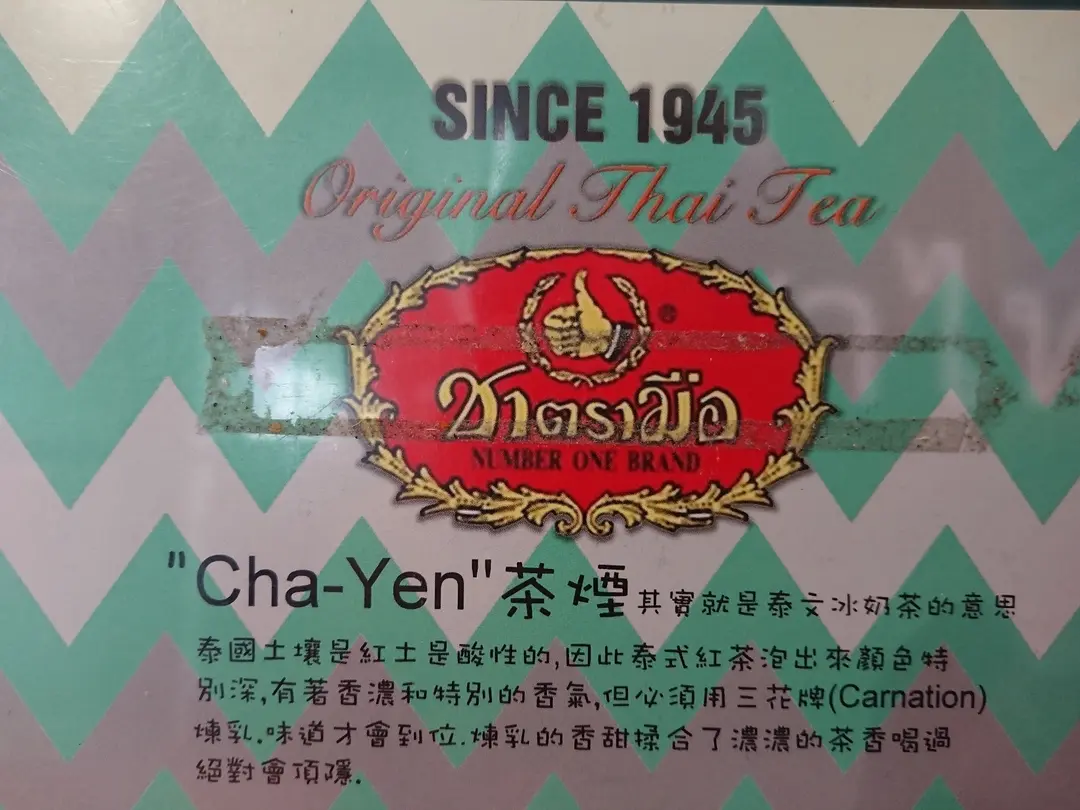 SINCE 1945
Original Thai Tea
®
ชาตรามือ
NUMBER ONE BRAND
"Cha-Yen"茶煙其實就是泰文冰奶茶的意思
泰國土壤是紅土是酸性的,因此泰式紅茶泡出來顏色特
別深,有著香濃和特別的香氣,但必須用三花牌(Carnation)
煉乳.味道才會到位.煉乳的香甜揉合了濃濃的茶香喝過
絕對會頂隱.